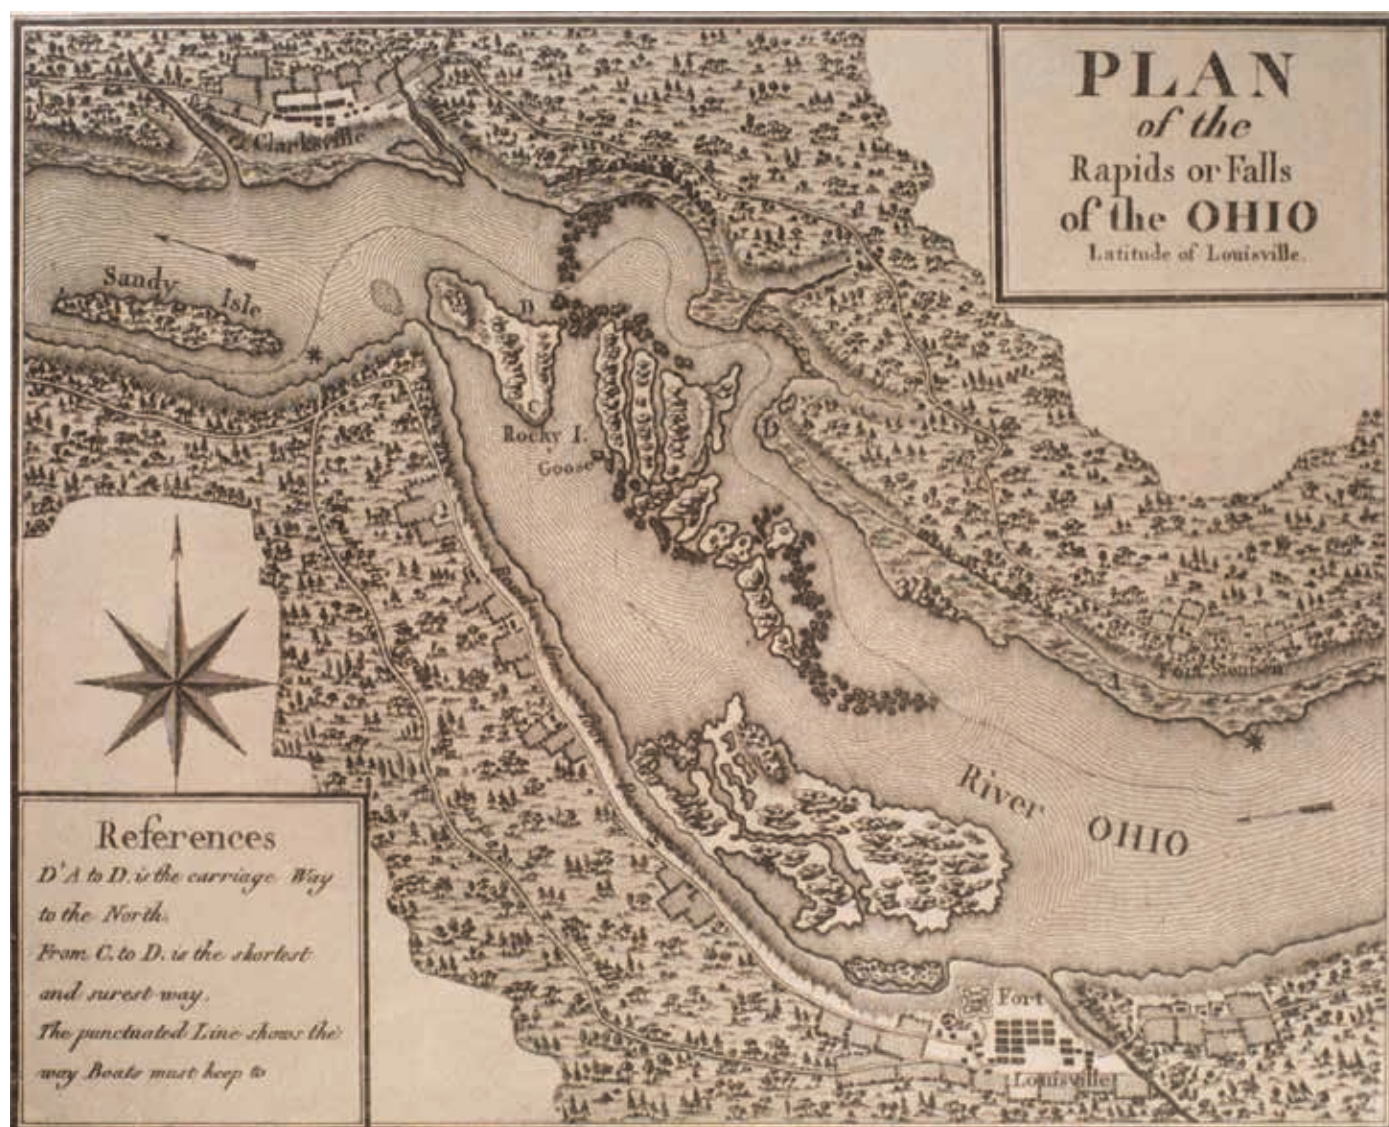 PLAN
of the
Rapids or Falls
of the OHIO
Latitude of Louisville.
Clarksville
Sandy
Isle
B
C
Rocky I.
Goose
D
A
River
OHIO
Fort
Louisville
References
D' A to D. is the carriage Way
to the North.
From C. to D. is the shortest
and surest way.
The punctuated Line shows the
way Boats must keep to